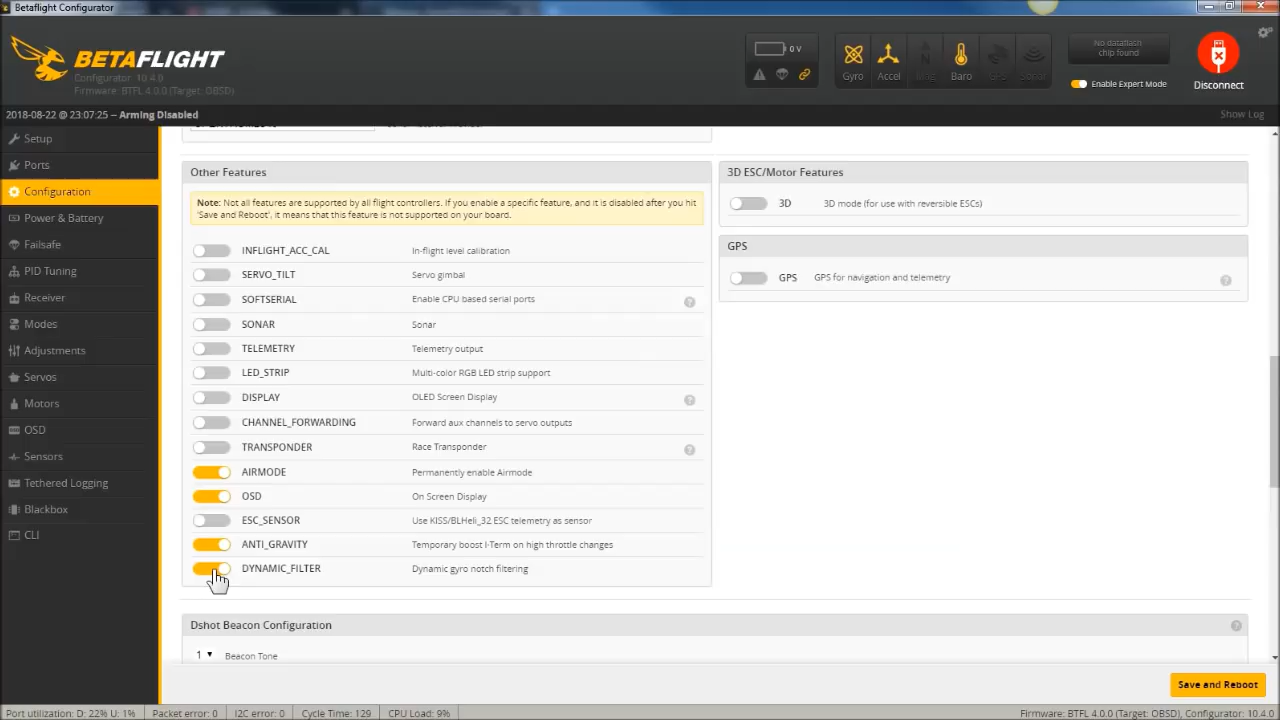 Betaflight Configurator
BETAFLIGHT
Configurator: 10.4.0
Firmware: BTFL 4.0.0 (Target: OBSD)
0 V
Gyro
Accel
Baro
GPS
Sonar
No dataflash
chip found
Enable Expert Mode
Disconnect
2018-08-22 @ 23:07:25 -- Arming Disabled
Show Log
Setup
Ports
Configuration
Power & Battery
Failsafe
PID Tuning
Receiver
Modes
Adjustments
Servos
Motors
OSD
Sensors
Tethered Logging
Blackbox
CLI
Other Features
Note: Not all features are supported by all flight controllers. If you enable a specific feature, and it is disabled after you hit
'Save and Reboot', it means that this feature is not supported on your board.
INFLIGHT_ACC_CAL In-flight level calibration
SERVO_TILT Servo gimbal
SOFTSERIAL Enable CPU based serial ports
SONAR Sonar
TELEMETRY Telemetry output
LED_STRIP Multi-color RGB LED strip support
DISPLAY OLED Screen Display
CHANNEL_FORWARDING Forward aux channels to servo outputs
TRANSPONDER Race Transponder
AIRMODE Permanently enable Airmode
OSD On Screen Display
ESC_SENSOR Use KISS/BLHeli_32 ESC telemetry as sensor
ANTI_GRAVITY Temporary boost I-Term on high throttle changes
DYNAMIC_FILTER Dynamic gyro notch filtering
3D ESC/Motor Features
3D 3D mode (for use with reversible ESCs)
GPS
GPS GPS for navigation and telemetry
Dshot Beacon Configuration
1 Beacon Tone
Save and Reboot
Port utilization: D: 22% U: 1% Packet error: 0 I2C error: 0 Cycle Time: 129 CPU Load: 9% Firmware: BTFL 4.0.0 (Target: OBSD), Configurator: 10.4.0